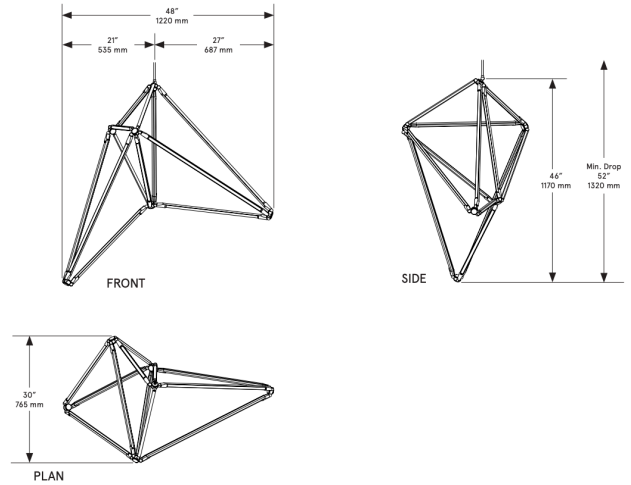 48"
1220 mm
21"
535 mm
27"
687 mm
FRONT
46"
1170 mm
Min. Drop
52"
1320 mm
SIDE
30"
765 mm
PLAN